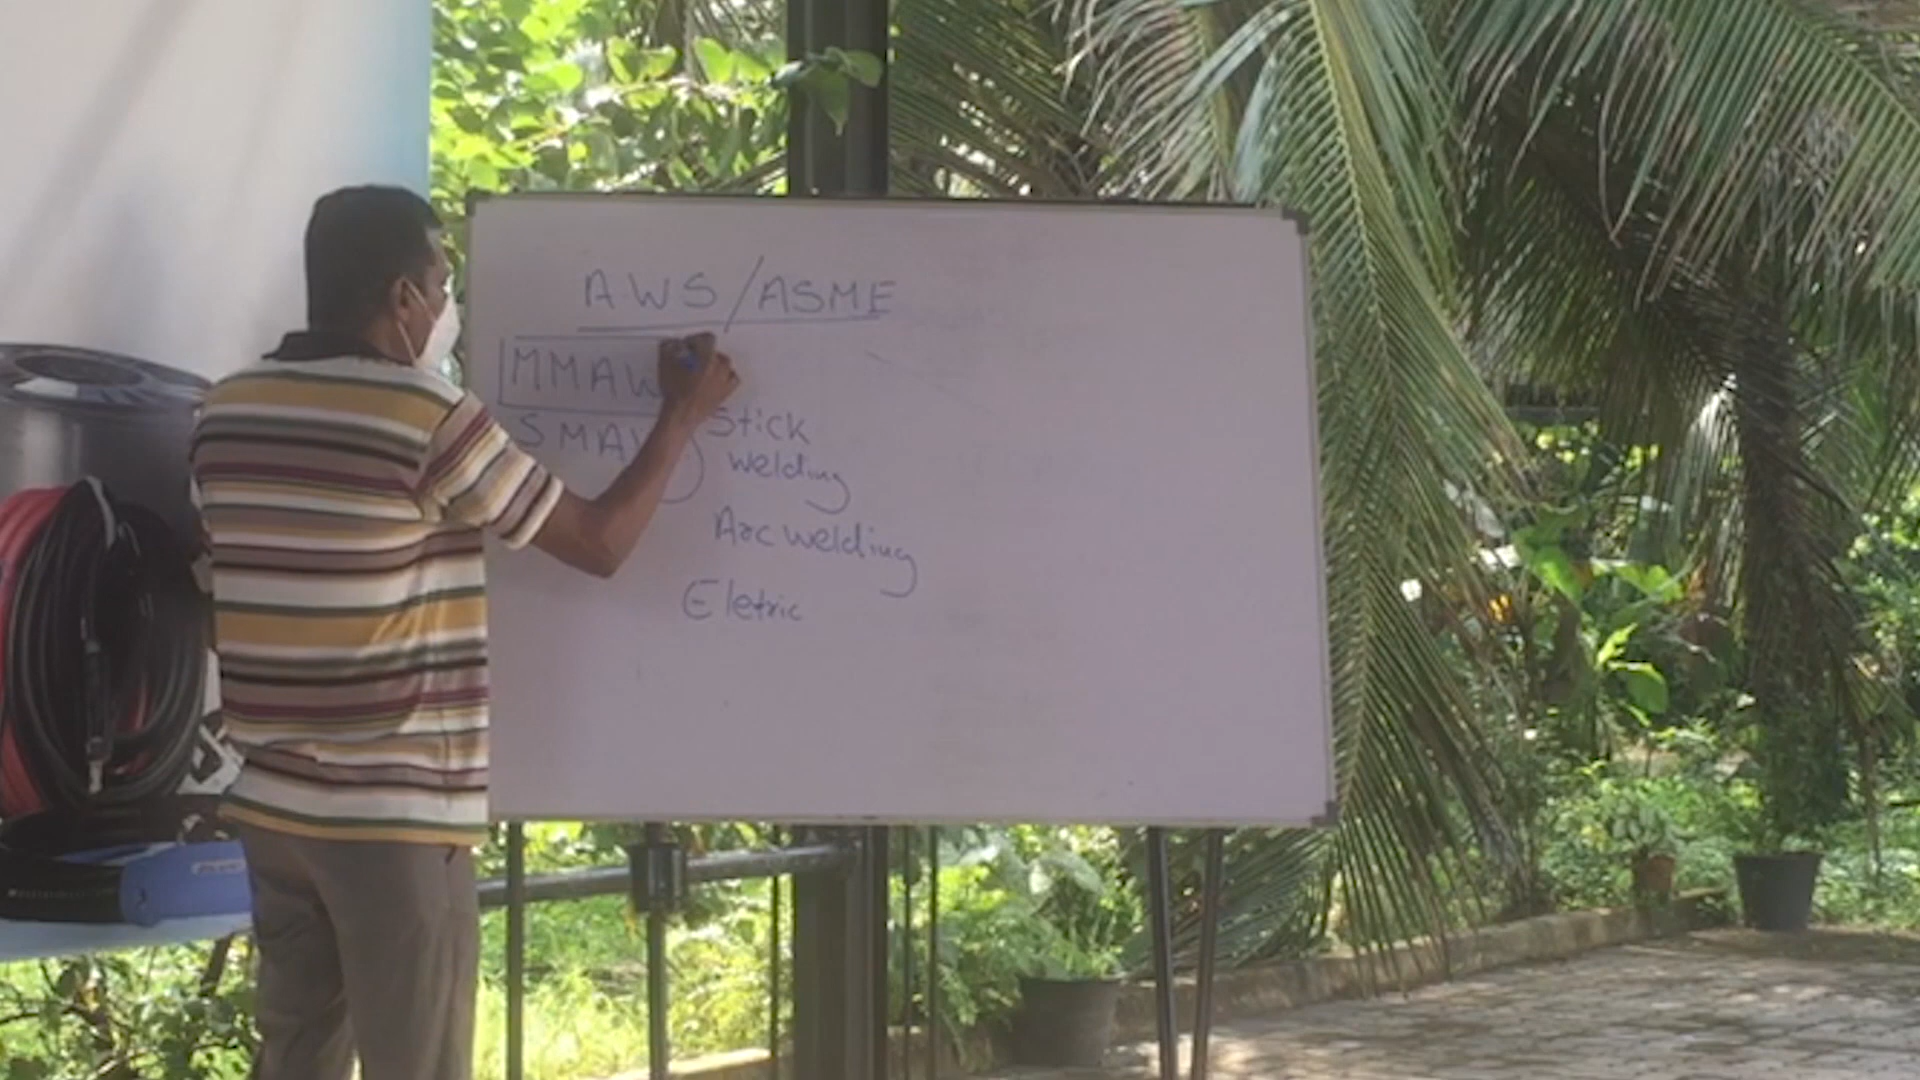 AWS/ASME
MMAW
SMAW
Stick
welding
Arc welding
Eletric